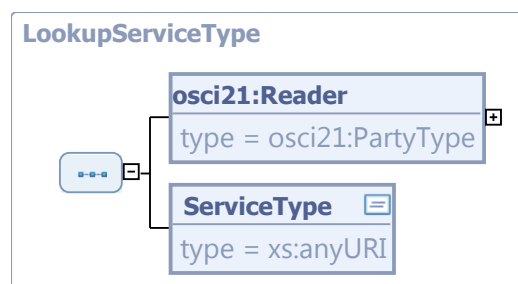 LookupServiceType
osci21:Reader
type = osci21:PartyType
ServiceType
type = xs:anyURI